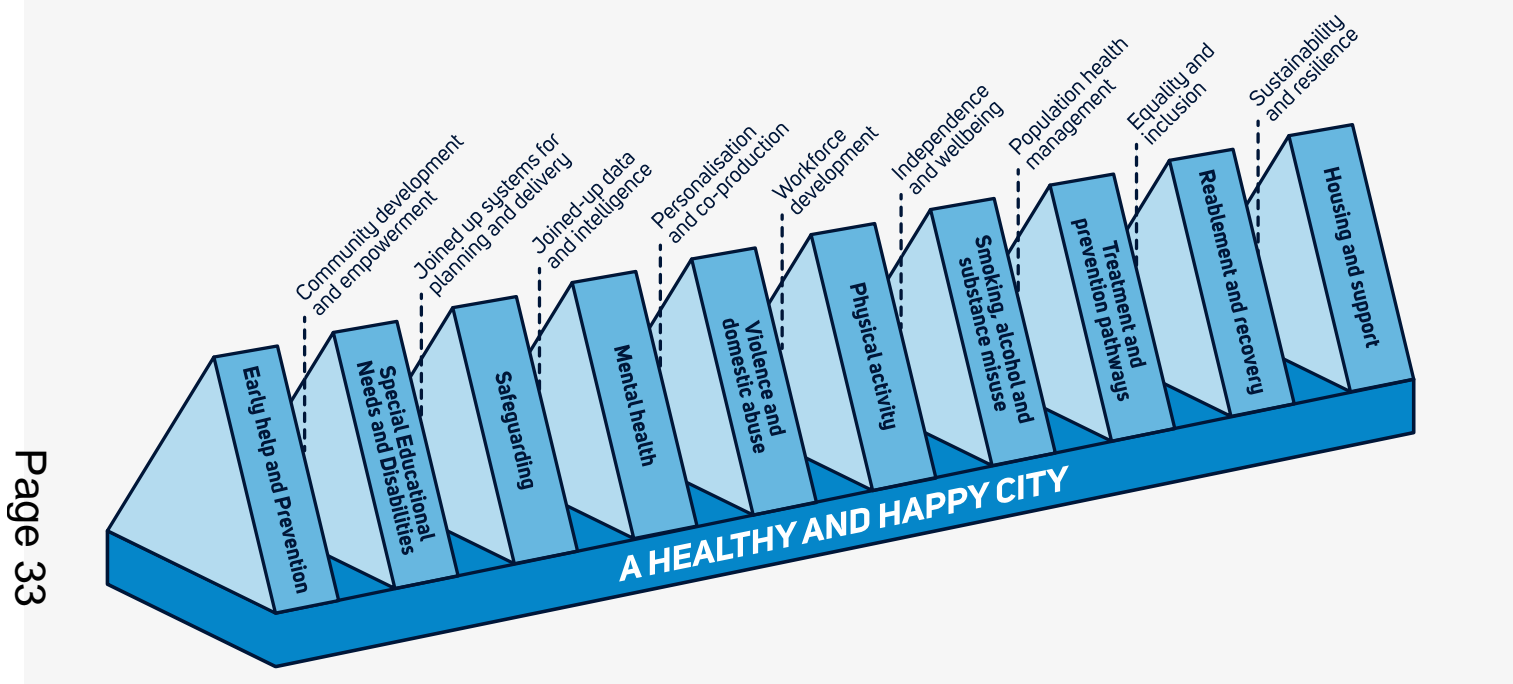 Community development
and empowerment
Joined up systems for
planning and delivery
Joined-up data
and intelligence
Personalisation
and co-production
Workforce
development
Independence
and wellbeing
Population health
management
Equality and
inclusion
Sustainability
and resilience
Early help and Prevention
Special Educational
Needs and Disabilities
Safeguarding
Mental health
Violence and
domestic abuse
Physical activity
Smoking, alcohol and
substance misuse
Treatment and
prevention pathways
Reablement and recovery
Housing and support
A HEALTHY AND HAPPY CITY
Page 33